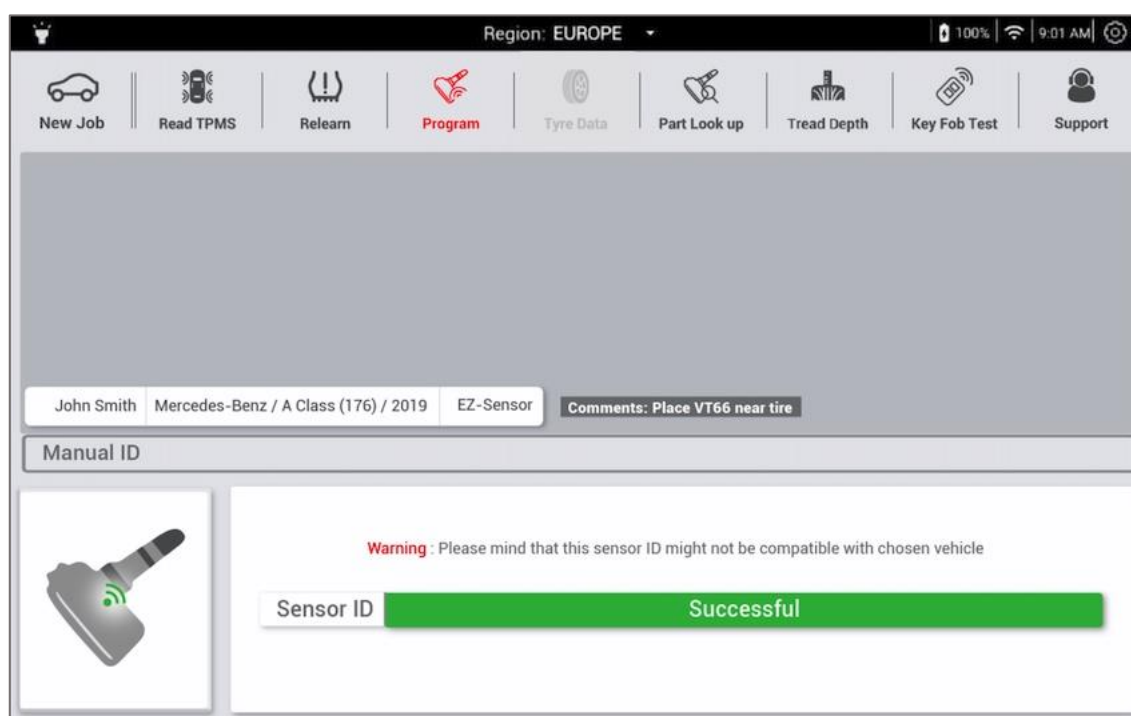 Region: EUROPE
100% 9:01 AM
New Job Read TPMS Relearn Program Tyre Data Part Look up Tread Depth Key Fob Test Support
John Smith Mercedes-Benz / A Class (176) / 2019 EZ-Sensor Comments: Place VT66 near tire
Manual ID
Warning : Please mind that this sensor ID might not be compatible with chosen vehicle
Sensor ID Successful